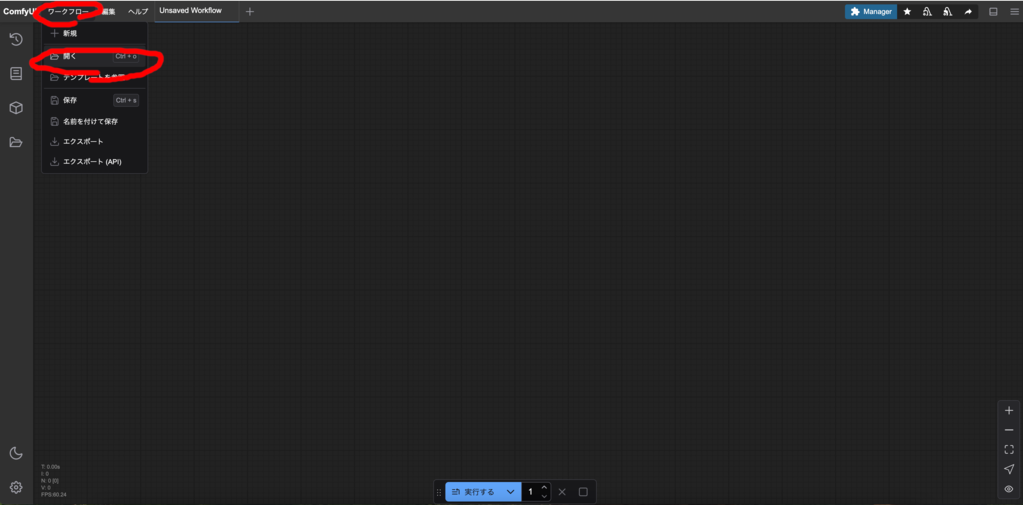 ComfyUI ワークフロー 編集 ヘルプ Unsaved Workflow
Manager
新規
開く Ctrl + o
テンプレートを参照
保存 Ctrl + s
名前を付けて保存
エクスポート
エクスポート (API)
T: 0.00s
I: 0
N: 0 [0]
V: 0
FPS:60.24
実行する 1